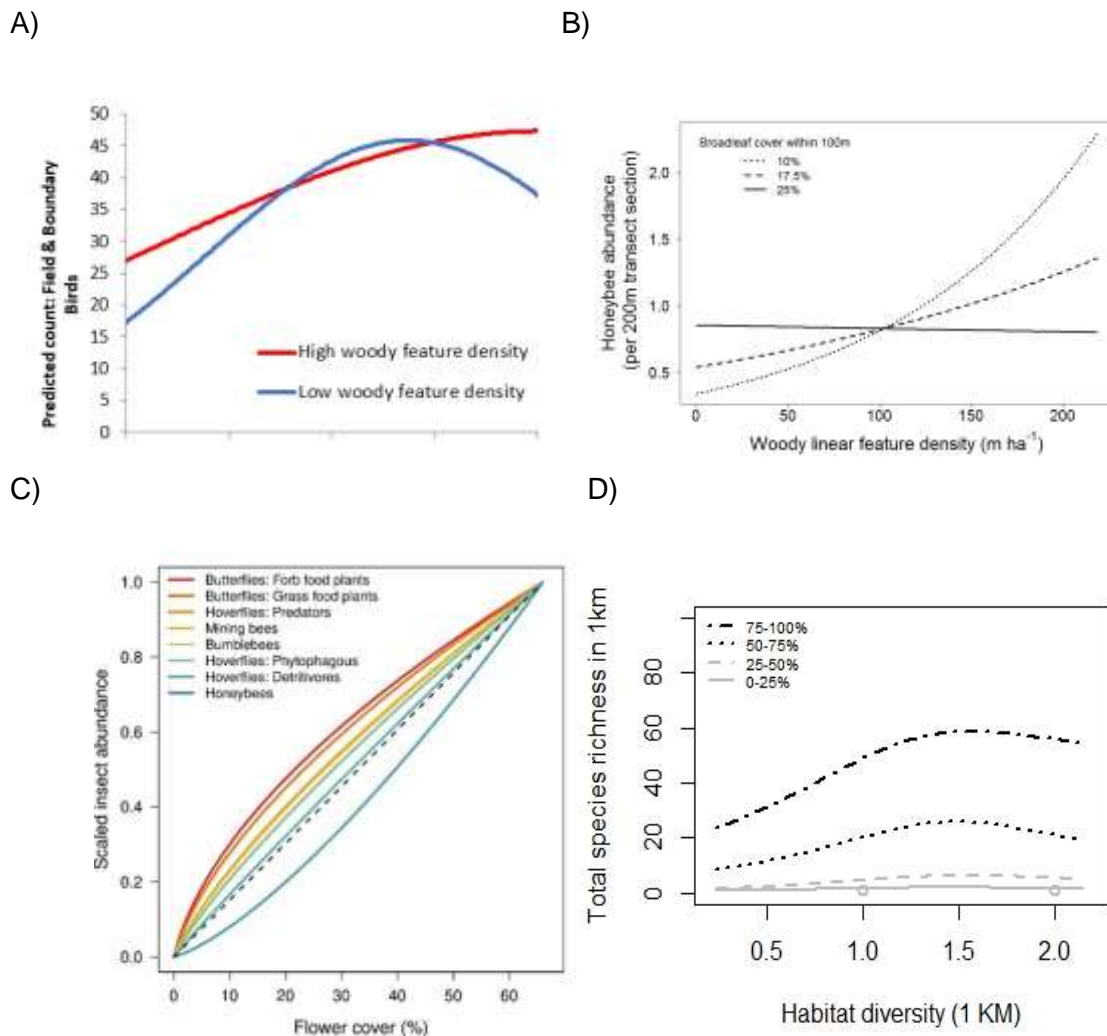 A)
B)
Predicted count: Field & Boundary
Birds
50
45
40
35
30
25
20
15
10
5
0
High woody feature density
Low woody feature density
Honeybee abundance
(per 200m transect section)
2.0
1.5
1.0
0.5
Broadleaf cover within 100m
10%
17.5%
25%
0
50
100
150
200
Woody linear feature density (m ha⁻¹)
C)
D)
Scaled insect abundance
1.0
0.8
0.6
0.4
0.2
0.0
Butterflies: Forb food plants
Butterflies: Grass food plants
Hoverflies: Predators
Mining bees
Bumblebees
Hoverflies: Phytophagous
Hoverflies: Detritivores
Honeybees
0
10
20
30
40
50
60
Flower cover (%)
Total species richness in 1km
80
60
40
20
0
75-100%
50-75%
25-50%
0-25%
0.5
1.0
1.5
2.0
Habitat diversity (1 KM)